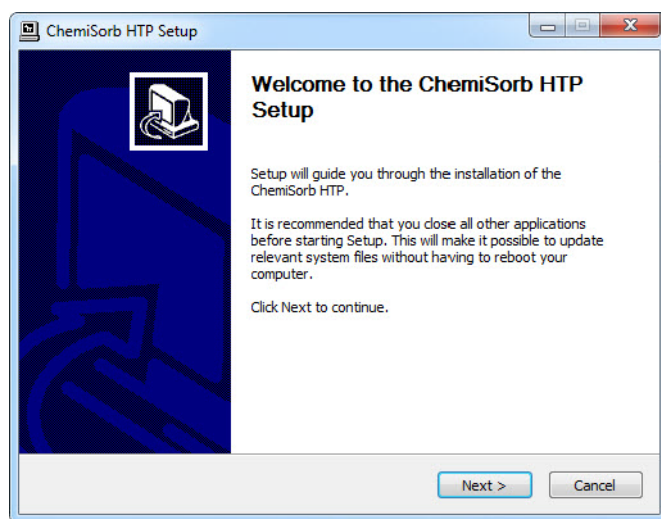 ChemiSorb HTP Setup
Welcome to the ChemiSorb HTP
Setup
Setup will guide you through the installation of the
ChemiSorb HTP.
It is recommended that you close all other applications
before starting Setup. This will make it possible to update
relevant system files without having to reboot your
computer.
Click Next to continue.
Next >
Cancel